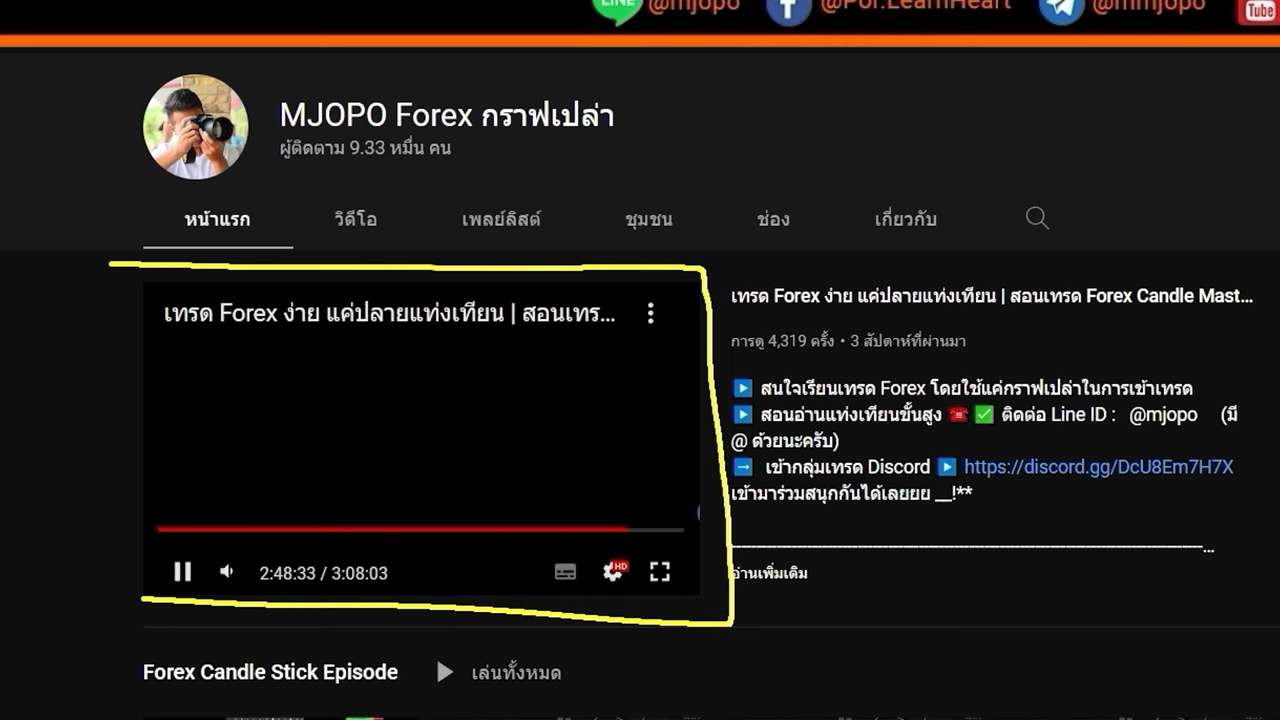 LINE @mjopo @Por.LearnHeart @mmjopo Tube
MJOPO Forex กราฟเปล่า
ผู้ติดตาม 9.33 หมื่น คน
หน้าแรก วิดีโอ เพลย์ลิสต์ ชุมชน ช่อง เกี่ยวกับ
เทรด Forex ง่าย แค่ปลายแท่งเทียน | สอนเทร...
2:48:33 / 3:08:03
HD
เทรด Forex ง่าย แค่ปลายแท่งเทียน | สอนเทรด Forex Candle Mast...
การดู 4,319 ครั้ง • 3 สัปดาห์ที่ผ่านมา
▶️ สนใจเรียนเทรด Forex โดยใช้แค่กราฟเปล่าในการเข้าเทรด
▶️ สอนอ่านแท่งเทียนขั้นสูง ☎️ ✅ ติดต่อ Line ID : @mjopo (มี
@ ด้วยนะครับ)
➡️ เข้ากลุ่มเทรด Discord ▶️ https://discord.gg/DcU8Em7H7X
เข้ามาร่วมสนุกกันได้เลยยย __!**
...
อ่านเพิ่มเติม
Forex Candle Stick Episode ▶ เล่นทั้งหมด